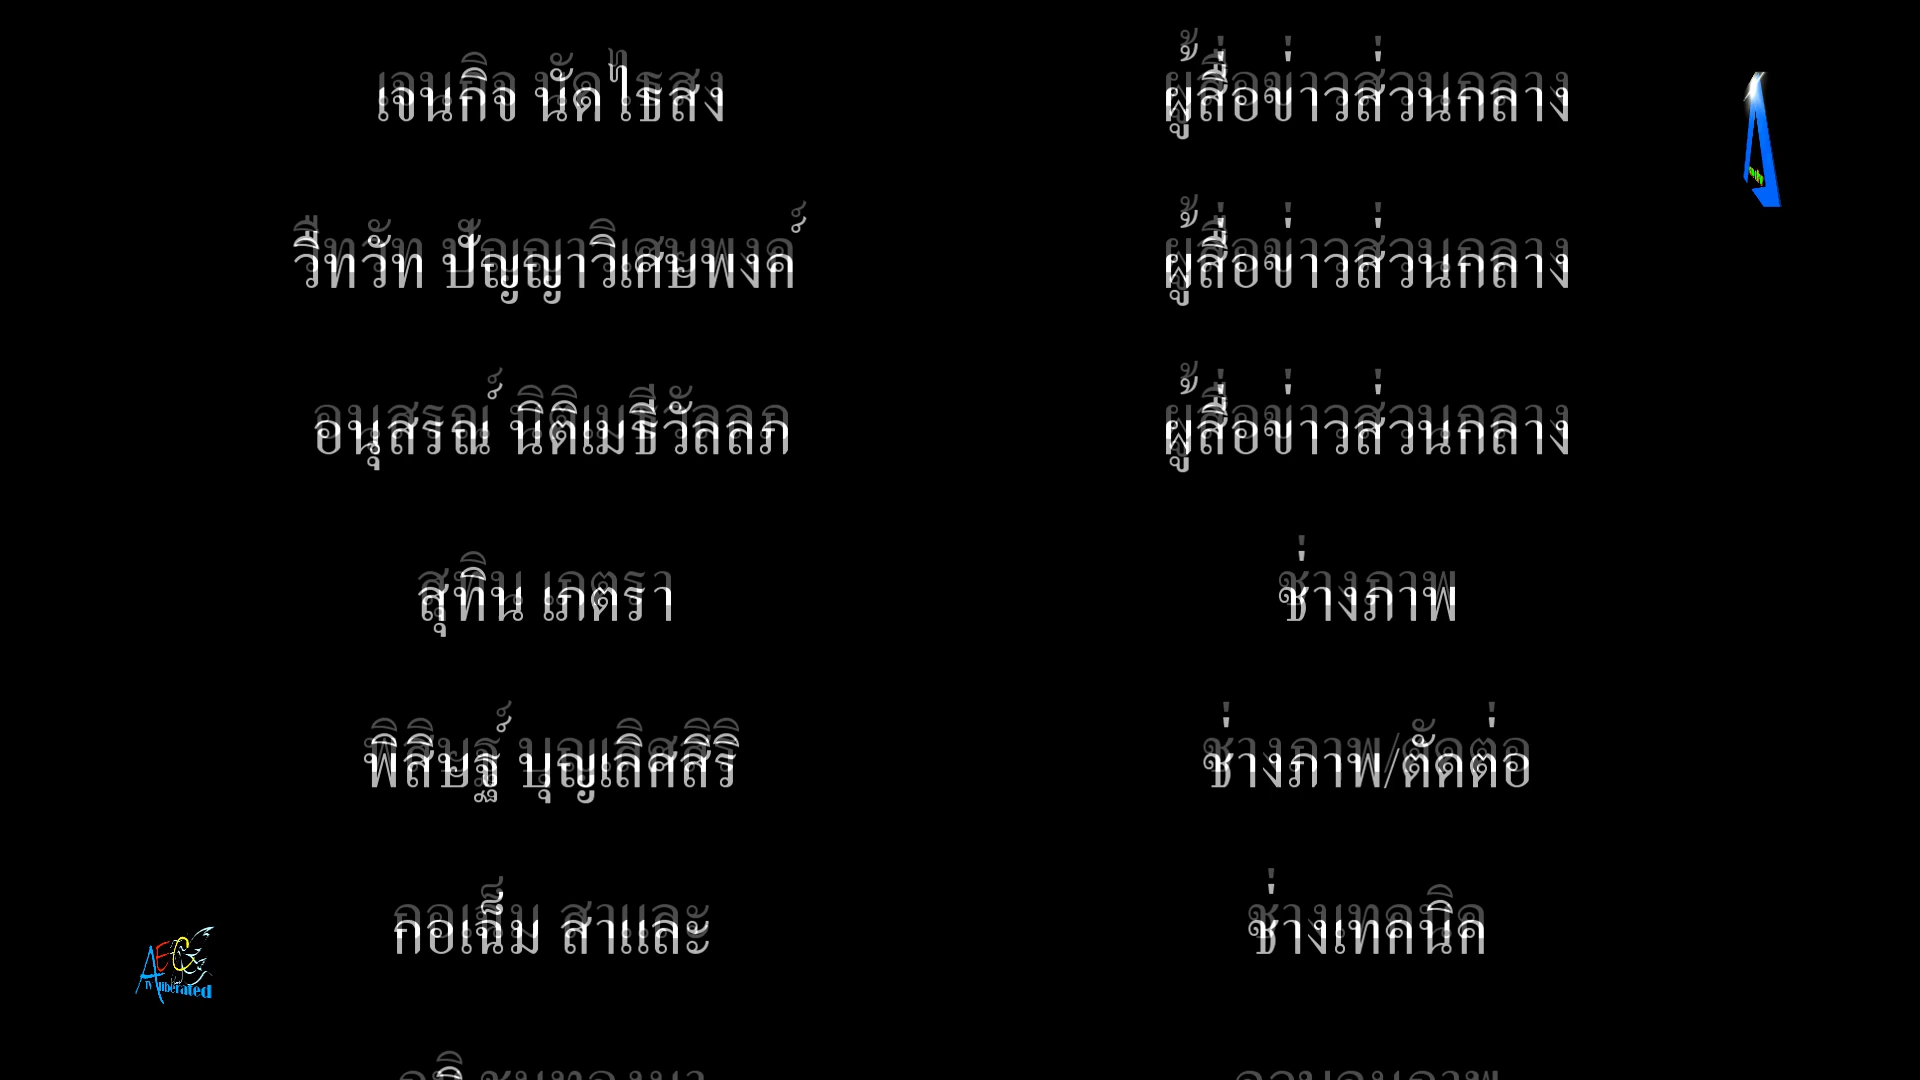 เจนกิจ นัดไธสง ผู้สื่อข่าวส่วนกลาง
ปัญญาวิเศษพงค์ ผู้สื่อข่าวส่วนกลาง
อนุสรณ์ นิติเมธีวัลลภ ผู้สื่อข่าวส่วนกลาง
สุทิน เภตรา ช่างภาพ
พิสิษฐ์ บุญเลิศสิริ ช่างภาพ/ตัดต่อ
กอเฉ็ม สาและ ช่างเทคนิค
AEC
TV liberated